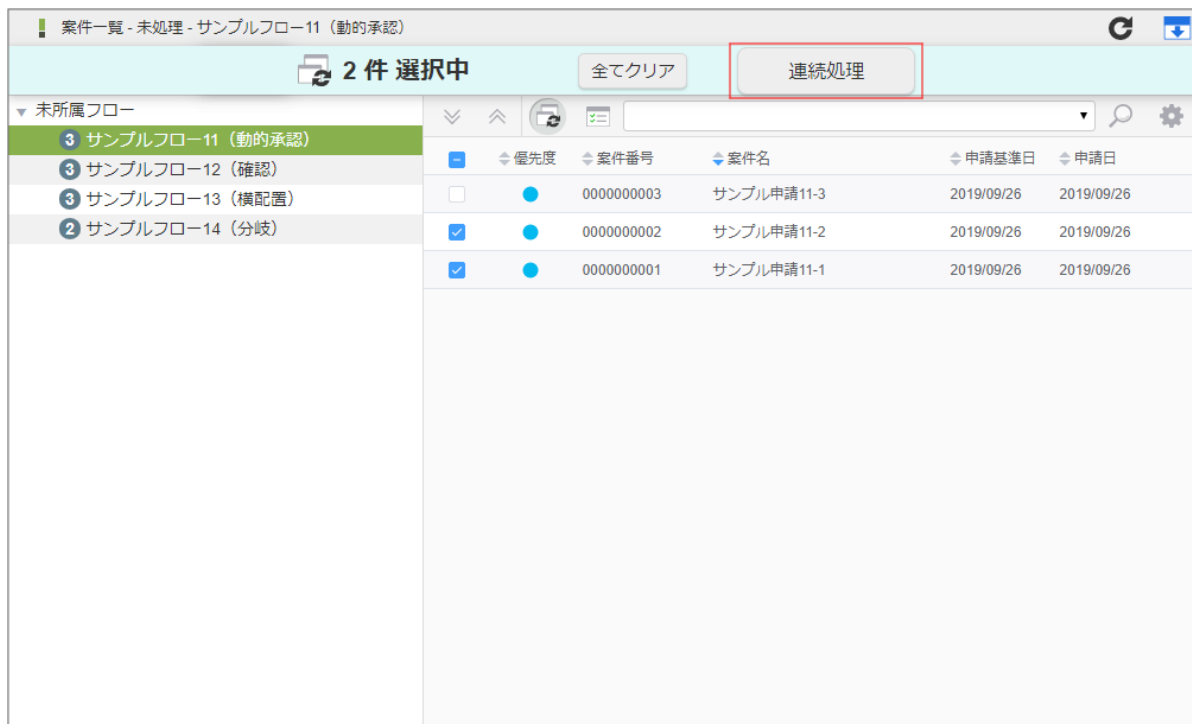 案件一覧 - 未処理 - サンプルフロー11（動的承認）
2 件 選択中 全てクリア 連続処理
未所属フロー
3 サンプルフロー11（動的承認）
3 サンプルフロー12（確認）
3 サンプルフロー13（横配置）
2 サンプルフロー14（分岐）
優先度 案件番号 案件名 申請基準日 申請日
0000000003 サンプル申請11-3 2019/09/26 2019/09/26
0000000002 サンプル申請11-2 2019/09/26 2019/09/26
0000000001 サンプル申請11-1 2019/09/26 2019/09/26